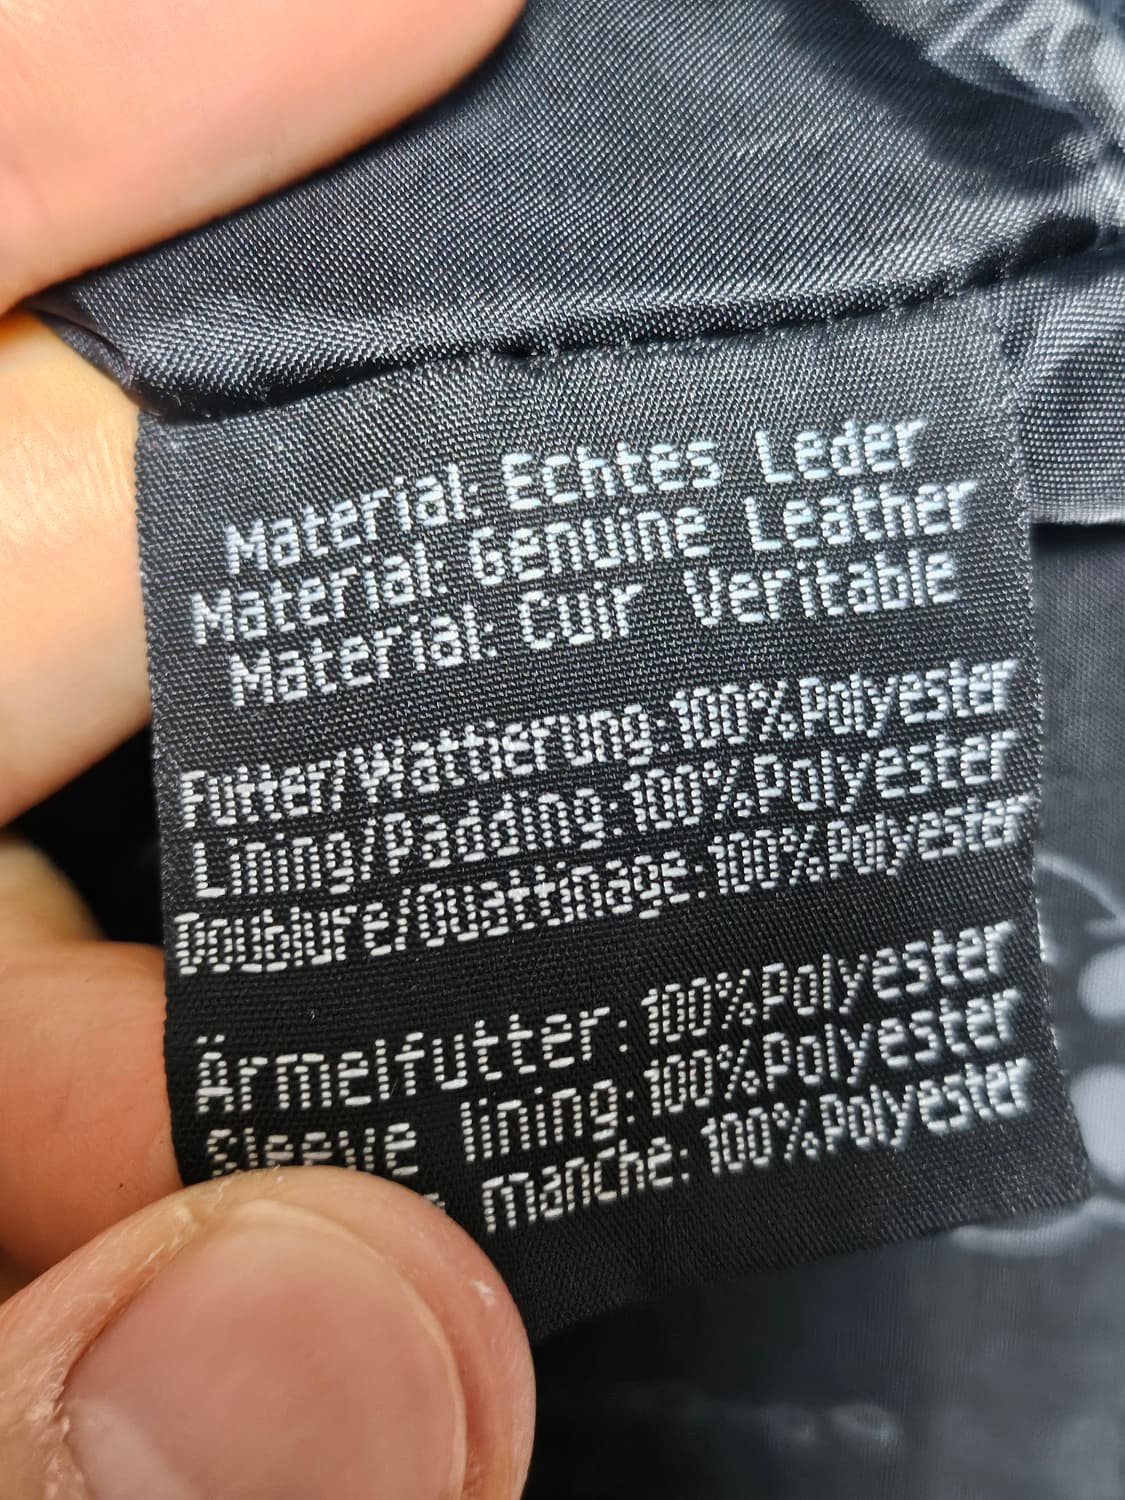 Material: Echtes Leder
Material: Genuine Leather
Material: Cuir Veritable
Futter/Wattierung:100%Polyester
Lining/Padding:100%Polyester
Doublure/Ouattinage:100%Polyester
Ärmelfutter:100%Polyester
Sleeve lining:100%Polyester
manche:100%Polyester